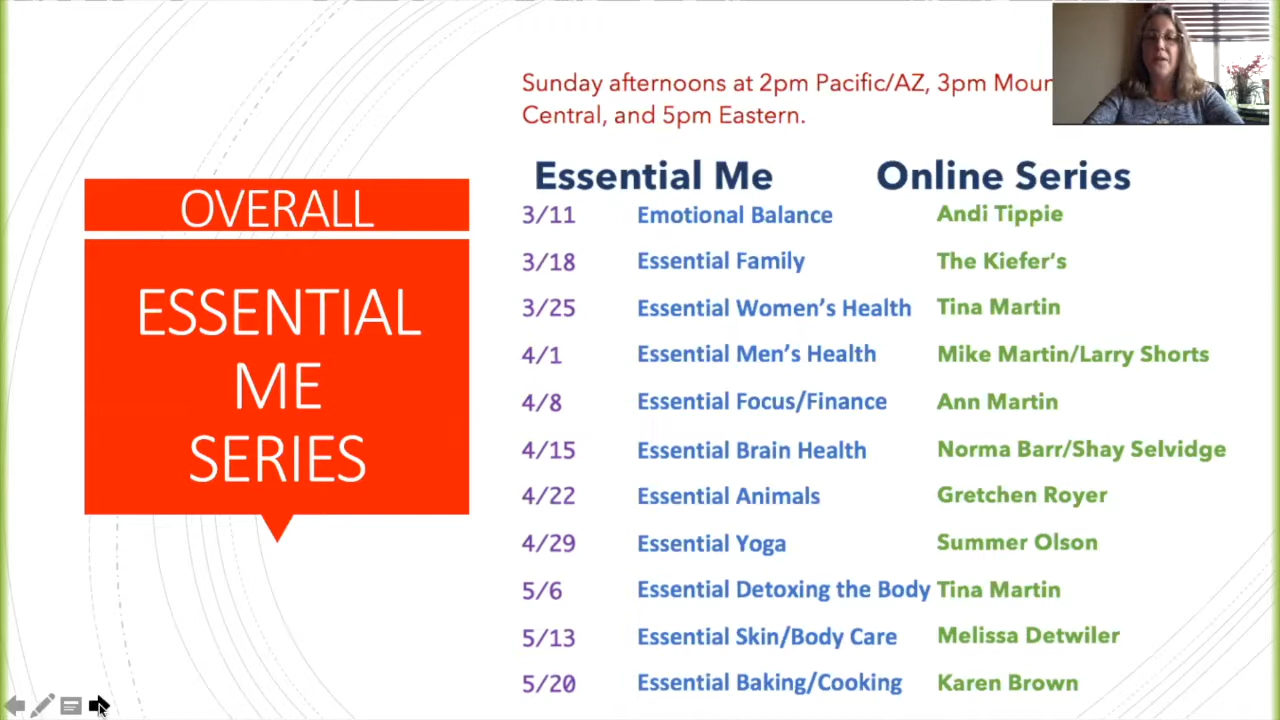 Sunday afternoons at 2pm Pacific/AZ, 3pm
Central, and 5pm Eastern.
OVERALL
ESSENTIAL
ME
SERIES
Essential Me Online Series
3/11 Emotional Balance Andi Tippie
3/18 Essential Family The Kiefer's
3/25 Essential Women's Health Tina Martin
4/1 Essential Men's Health Mike Martin/Larry Shorts
4/8 Essential Focus/Finance Ann Martin
4/15 Essential Brain Health Norma Barr/Shay Selvidge
4/22 Essential Animals Gretchen Royer
4/29 Essential Yoga Summer Olson
5/6 Essential Detoxing the Body Tina Martin
5/13 Essential Skin/Body Care Melissa Detwiler
5/20 Essential Baking/Cooking Karen Brown